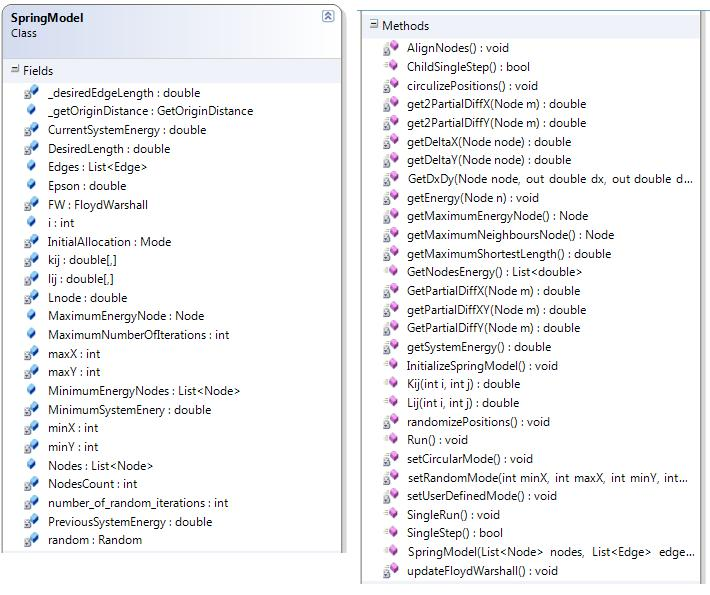 SpringModel
Class
Fields
_desiredEdgeLength : double
_getOriginDistance : GetOriginDistance
CurrentSystemEnergy : double
DesiredLength : double
Edges : List<Edge>
Epson : double
FW : FloydWarshall
i : int
InitialAllocation : Mode
kij : double[,]
lij : double[,]
Lnode : double
MaximumEnergyNode : Node
MaximumNumberOfIterations : int
maxX : int
maxY : int
MinimumEnergyNodes : List<Node>
MinimumSystemEnery : double
minX : int
minY : int
Nodes : List<Node>
NodesCount : int
number_of_random_iterations : int
PreviousSystemEnergy : double
random : Random
Methods
AlignNodes() : void
ChildSingleStep() : bool
circulizePositions() : void
get2PartialDiffX(Node m) : double
get2PartialDiffY(Node m) : double
getDeltaX(Node node) : double
getDeltaY(Node node) : double
GetDxDy(Node node, out double dx, out double d...
getEnergy(Node n) : void
getMaximumEnergyNode() : Node
getMaximumNeighboursNode() : Node
getMaximumShortestLength() : double
GetNodesEnergy() : List<double>
GetPartialDiffX(Node m) : double
getPartialDiffXY(Node m) : double
GetPartialDiffY(Node m) : double
getSystemEnergy() : double
InitializeSpringModel() : void
Kij(int i, int j) : double
Lij(int i, int j) : double
randomizePositions() : void
Run() : void
setCircularMode() : void
setRandomMode(int minX, int maxX, int minY, int...
setUserDefinedMode() : void
SingleRun() : void
SingleStep() : bool
SpringModel(List<Node> nodes, List<Edge> edge...
updateFloydWarshall() : void